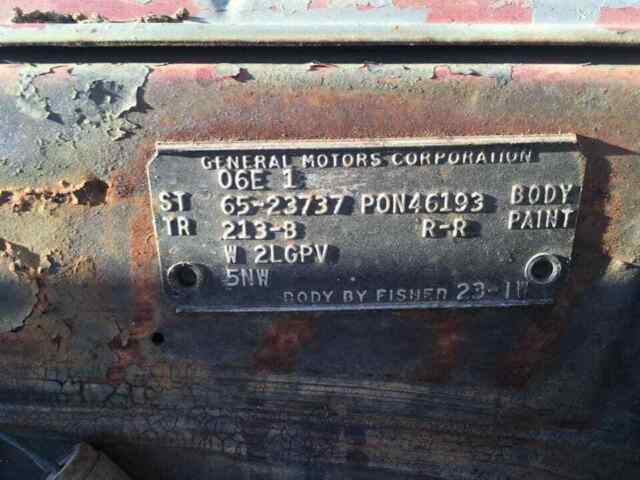 GENERAL MOTORS CORPORATION
06E 1
ST 65-23737 PON46193 BODY
TR 213-B R-R PAINT
W 2LGPV
5NW
BODY BY FISHER 23-1W